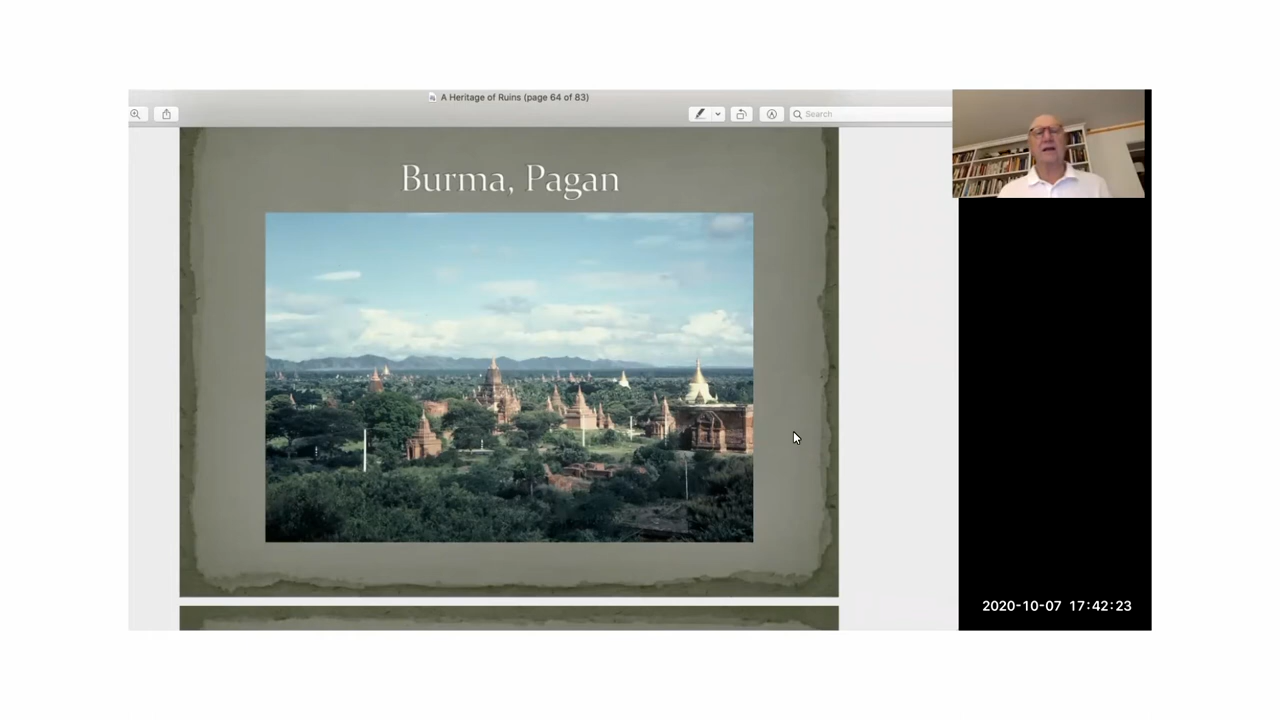 A Heritage of Ruins (page 64 of 83)
Search
Burma, Pagan
2020-10-07 17:42:23